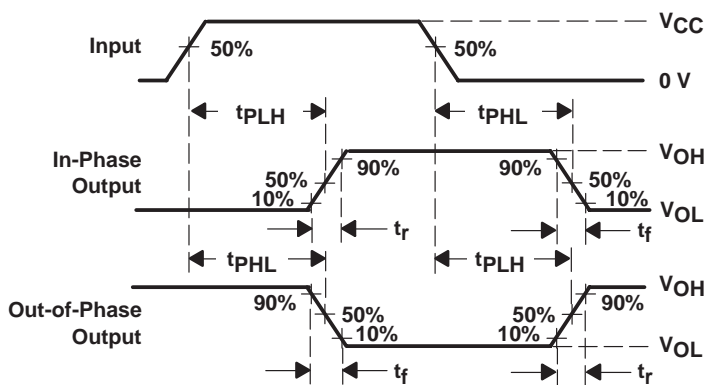 VCC
Input
50%
50%
0 V
tPLH
tPHL
In-Phase
Output
VOH
90%
90%
50%
50%
10%
10%
VOL
tr
tf
tPHL
tPLH
Out-of-Phase
Output
VOH
90%
90%
50%
50%
10%
10%
VOL
tf
tr